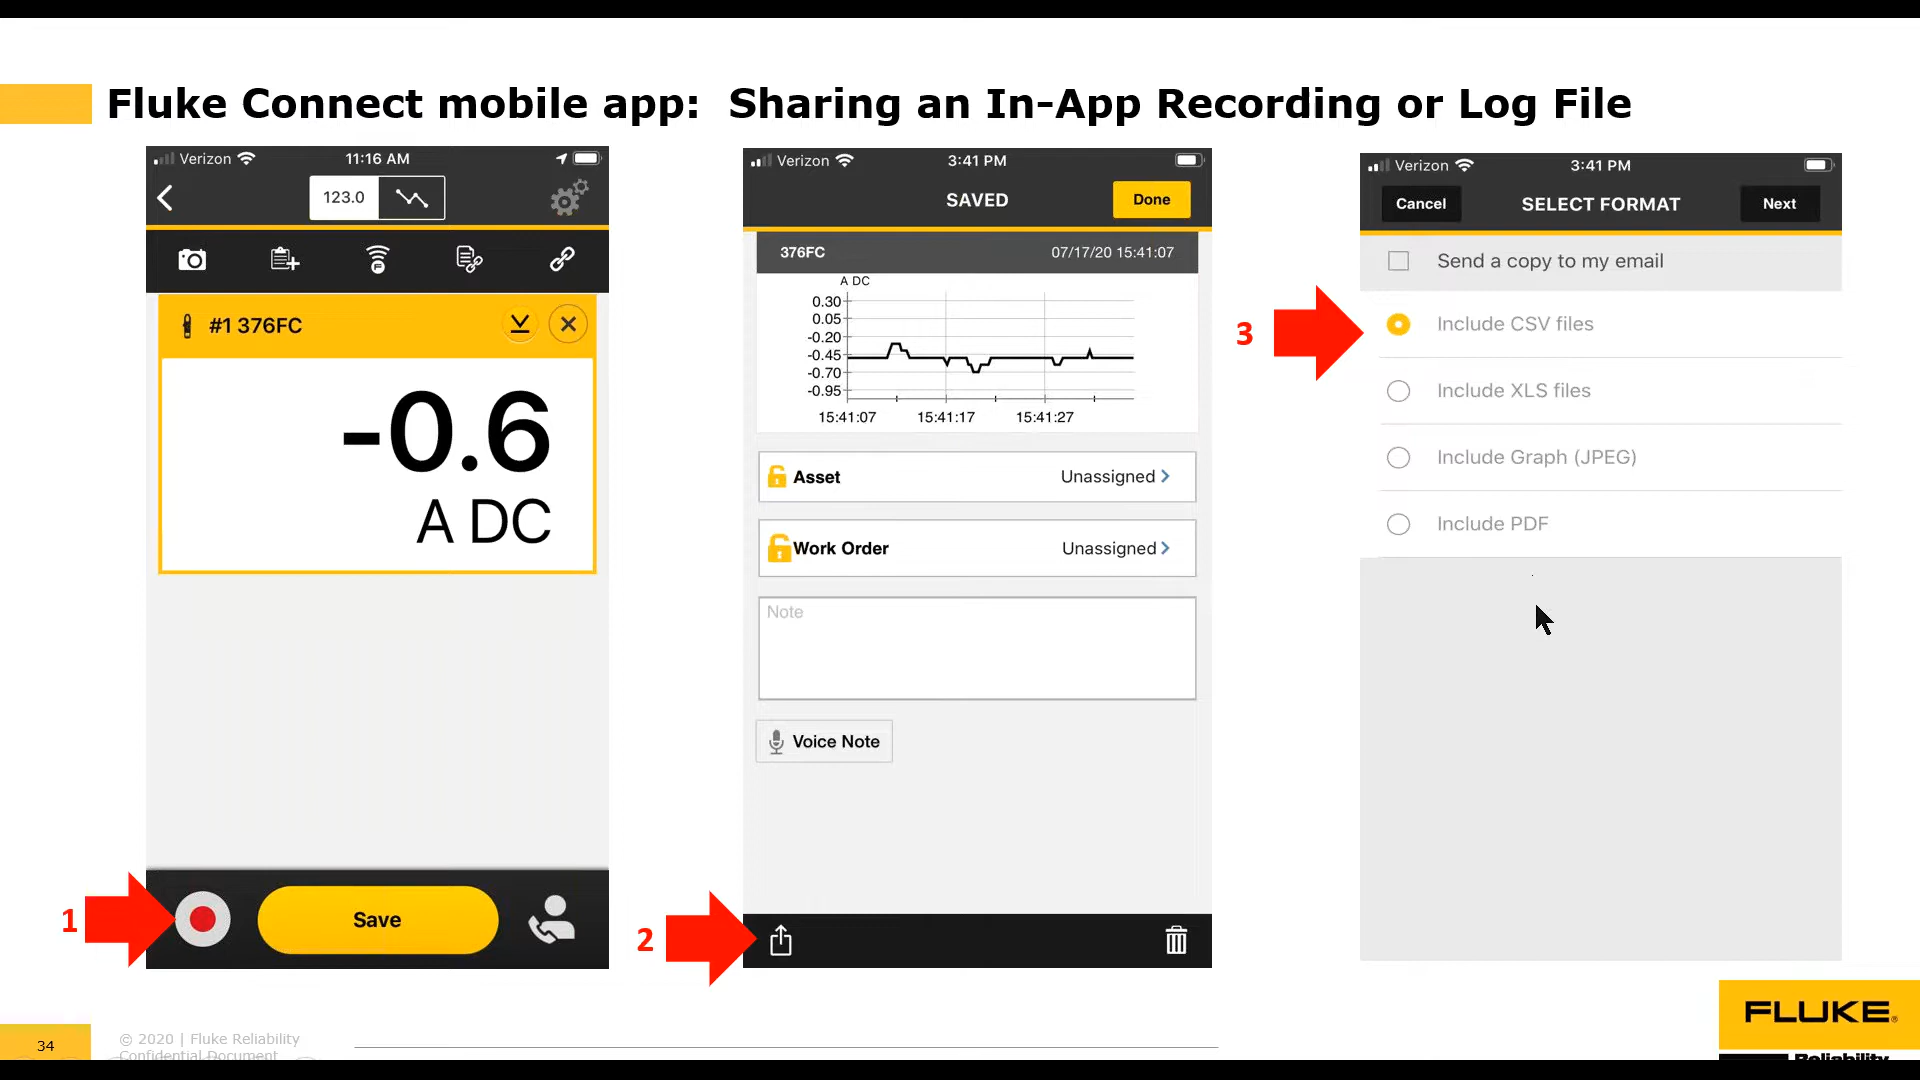 Fluke Connect mobile app:  Sharing an In-App Recording or Log File
Verizon 11:16 AM
123.0
#1 376FC
-0.6
A DC
1
Save
Verizon 3:41 PM
SAVED Done
376FC 07/17/20 15:41:07
A DC
0.30
0.05
-0.20
-0.45
-0.70
-0.95
15:41:07 15:41:17 15:41:27
Asset Unassigned
Work Order Unassigned
Note
Voice Note
2
Verizon 3:41 PM
Cancel SELECT FORMAT Next
Send a copy to my email
3
Include CSV files
Include XLS files
Include Graph (JPEG)
Include PDF
34
© 2020 | Fluke Reliability
Confidential Document
FLUKE®
Reliability